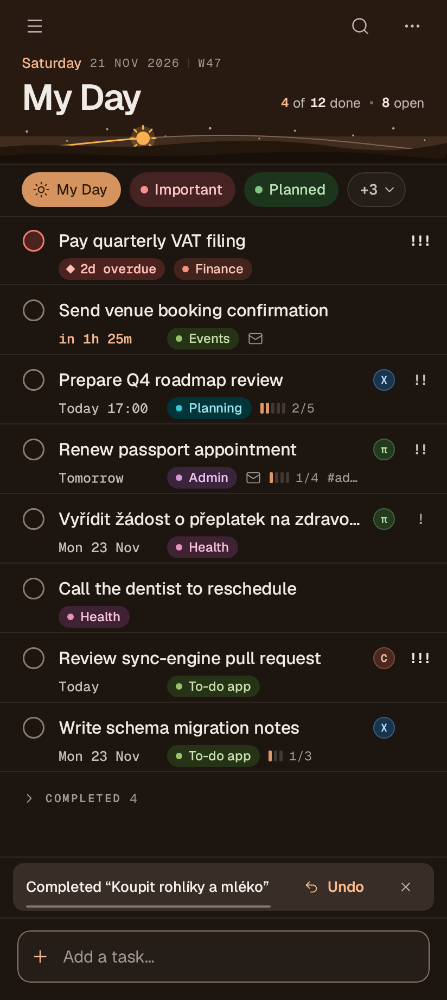 Saturday 21 NOV 2026 W47
My Day
4 of 12 done • 8 open
My Day Important Planned +3
Pay quarterly VAT filing !!!
2d overdue Finance
Send venue booking confirmation
in 1h 25m Events
Prepare Q4 roadmap review X !!
Today 17:00 Planning 2/5
Renew passport appointment π !!
Tomorrow Admin 1/4 #ad…
Vyřídit žádost o přeplatek na zdravo… π !
Mon 23 Nov Health
Call the dentist to reschedule
Health
Review sync-engine pull request C !!!
Today To-do app
Write schema migration notes X
Mon 23 Nov To-do app 1/3
COMPLETED 4
Completed “Koupit rohlíky a mléko” Undo
Add a task…